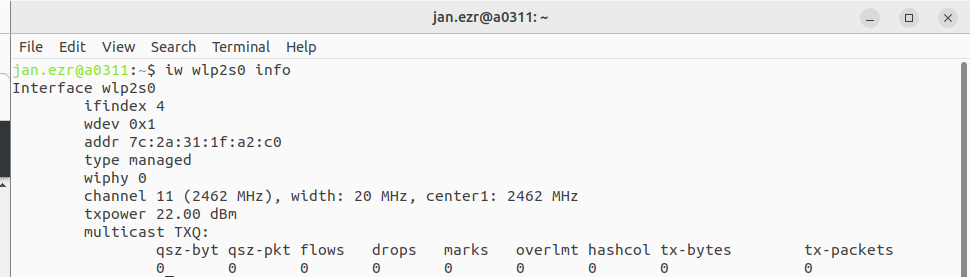 jan.ezr@a0311: ~
File Edit View Search Terminal Help
jan.ezr@a0311:~$ iw wlp2s0 info
Interface wlp2s0
ifindex 4
wdev 0x1
addr 7c:2a:31:1f:a2:c0
type managed
wiphy 0
channel 11 (2462 MHz), width: 20 MHz, center1: 2462 MHz
txpower 22.00 dBm
multicast TXQ:
qsz-byt qsz-pkt flows drops marks overlmt hashcol tx-bytes tx-packets
0 0 0 0 0 0 0 0 0